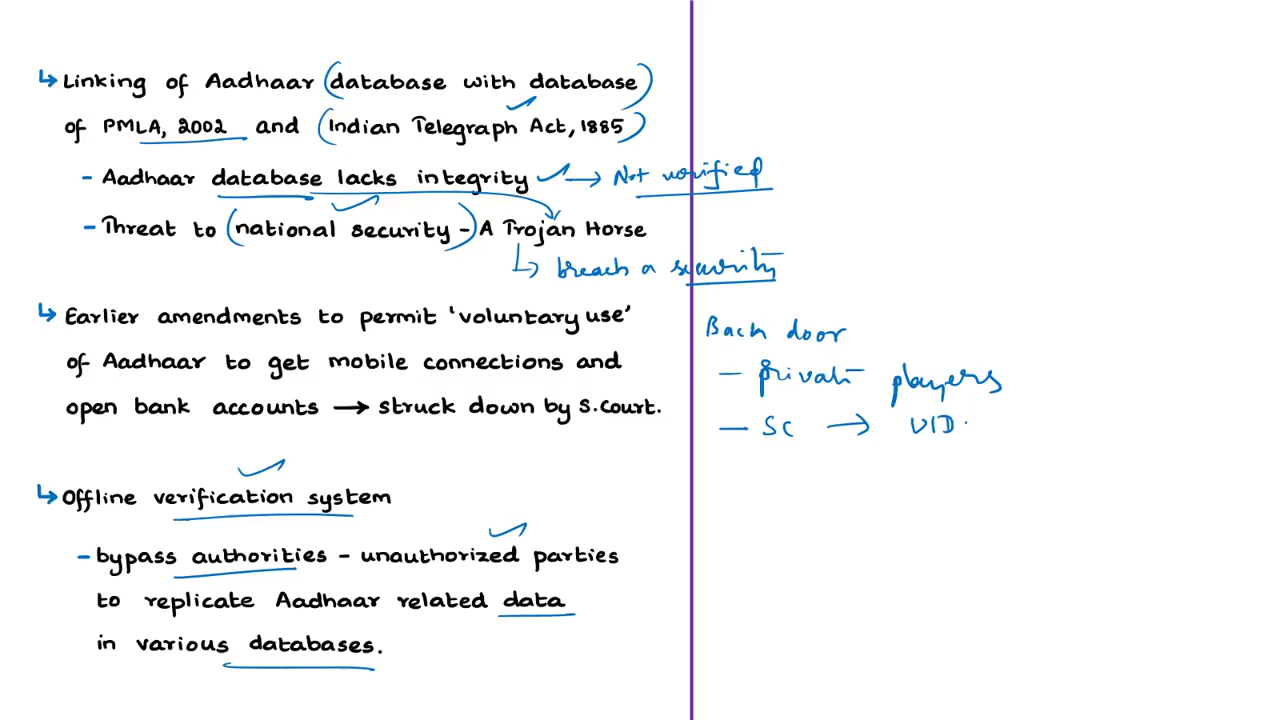 ↳ Linking of Aadhaar (database with database)
of PMLA, 2002 and (Indian Telegraph Act, 1885)
- Aadhaar database lacks integrity → Not verified
- Threat to (national security -) A Trojan Horse
↳ breach a security
↳ Earlier amendments to permit 'voluntary use'
of Aadhaar to get mobile connections and
open bank accounts → struck down by S.Court.
↳ Offline verification system
- bypass authorities - unauthorized parties
to replicate Aadhaar related data
in various databases.
Back door
- private players
- SC → UID.